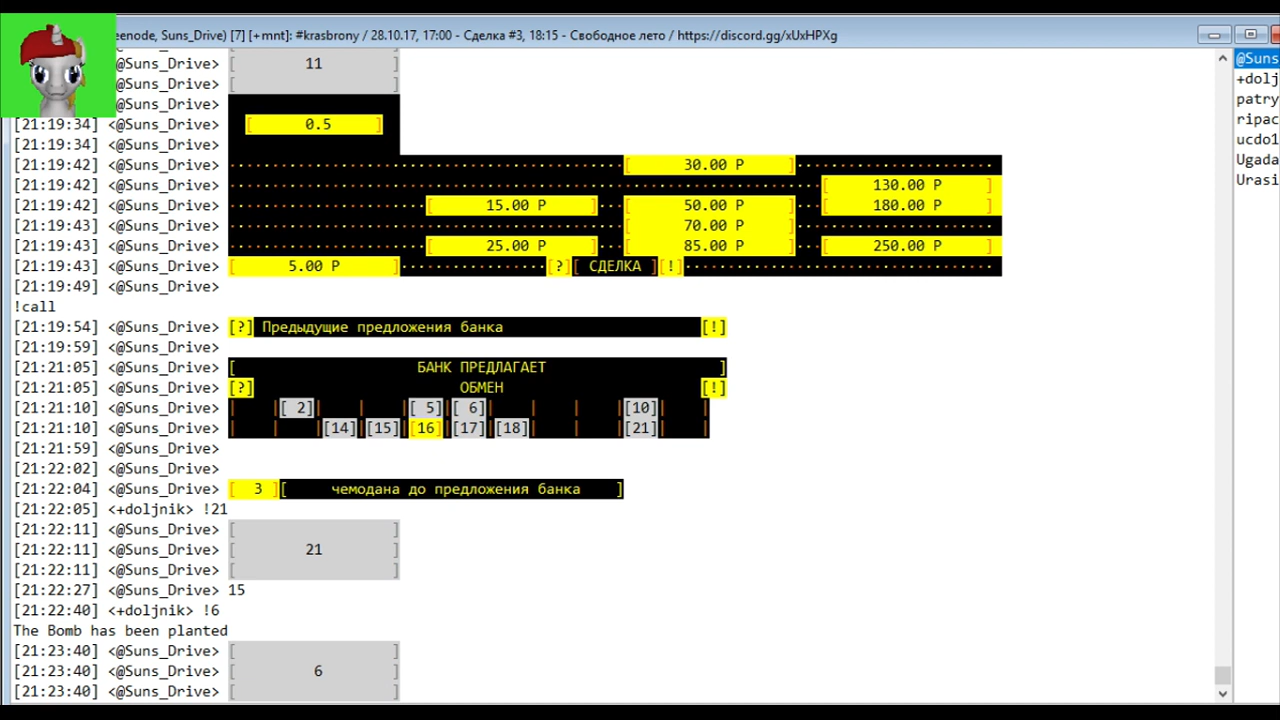 eenode, Suns_Drive) [7] [+mnt]: #krasbrony / 28.10.17, 17:00 - Сделка #3, 18:15 - Свободное лето / https://discord.gg/xUxHPXg
@Suns_Drive> [ 11 ]
@Suns_Drive> [ ]
@Suns_Drive>
[21:19:34] <@Suns_Drive> [ 0.5 ]
[21:19:34] <@Suns_Drive>
[21:19:42] <@Suns_Drive> [ 30.00 Р ]
[21:19:42] <@Suns_Drive> [ 130.00 Р ]
[21:19:42] <@Suns_Drive> [ 15.00 Р ] [ 50.00 Р ] [ 180.00 Р ]
[21:19:43] <@Suns_Drive> [ 70.00 Р ]
[21:19:43] <@Suns_Drive> [ 25.00 Р ] [ 85.00 Р ] [ 250.00 Р ]
[21:19:43] <@Suns_Drive> [ 5.00 Р ] [?][ СДЕЛКА ][!]
[21:19:49] <@Suns_Drive>
!call
[21:19:54] <@Suns_Drive> [?] Предыдущие предложения банка [!]
[21:19:59] <@Suns_Drive>
[21:21:05] <@Suns_Drive> [ БАНК ПРЕДЛАГАЕТ ]
[21:21:05] <@Suns_Drive> [?] ОБМЕН [!]
[21:21:10] <@Suns_Drive> | |[ 2]| | |[ 5]|[ 6]| | | |[10]| |
[21:21:10] <@Suns_Drive> | | |[14]|[15]|[16]|[17]|[18]| | |[21]| |
[21:21:59] <@Suns_Drive>
[21:22:02] <@Suns_Drive>
[21:22:04] <@Suns_Drive> [ 3 ][ чемодана до предложения банка ]
[21:22:05] <+doljnik> !21
[21:22:11] <@Suns_Drive> [ ]
[21:22:11] <@Suns_Drive> [ 21 ]
[21:22:11] <@Suns_Drive> [ ]
[21:22:27] <@Suns_Drive> 15
[21:22:40] <+doljnik> !6
The Bomb has been planted
[21:23:40] <@Suns_Drive> [ ]
[21:23:40] <@Suns_Drive> [ 6 ]
[21:23:40] <@Suns_Drive> [ ]
@Suns
+dolj
patry
ripac
ucdo1
Ugada
Urasi